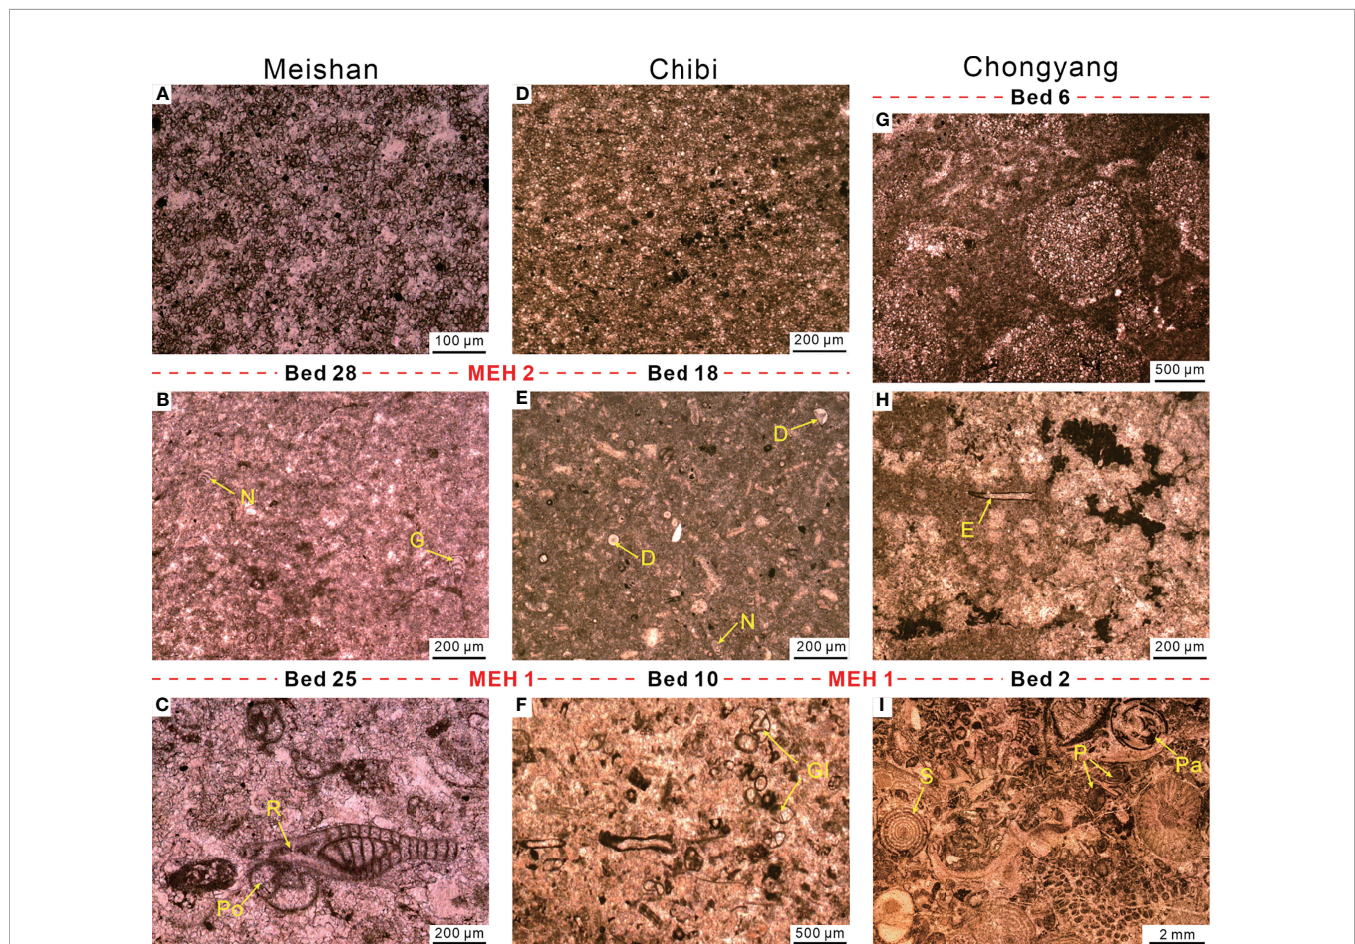 Meishan Chibi Chongyang
Bed 6
A D G
100 μm 200 μm 500 μm
Bed 28 MEH 2 Bed 18
B E H
N G D D N E
200 μm 200 μm 200 μm
Bed 25 MEH 1 Bed 10 MEH 1 Bed 2
C F I
R Po Gl S P Pa
200 μm 500 μm 2 mm